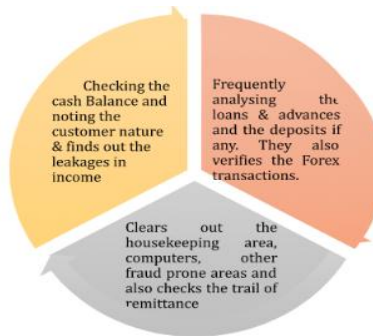 Checking the
cash Balance and
noting the
customer nature
& finds out the
leakages in
income
Frequently
analysing the
loans & advances
and the deposits if
any. They also
verifies the Forex
transactions.
Clears out the
housekeeping area,
computers, other
fraud prone areas and
also checks the trail of
remittance